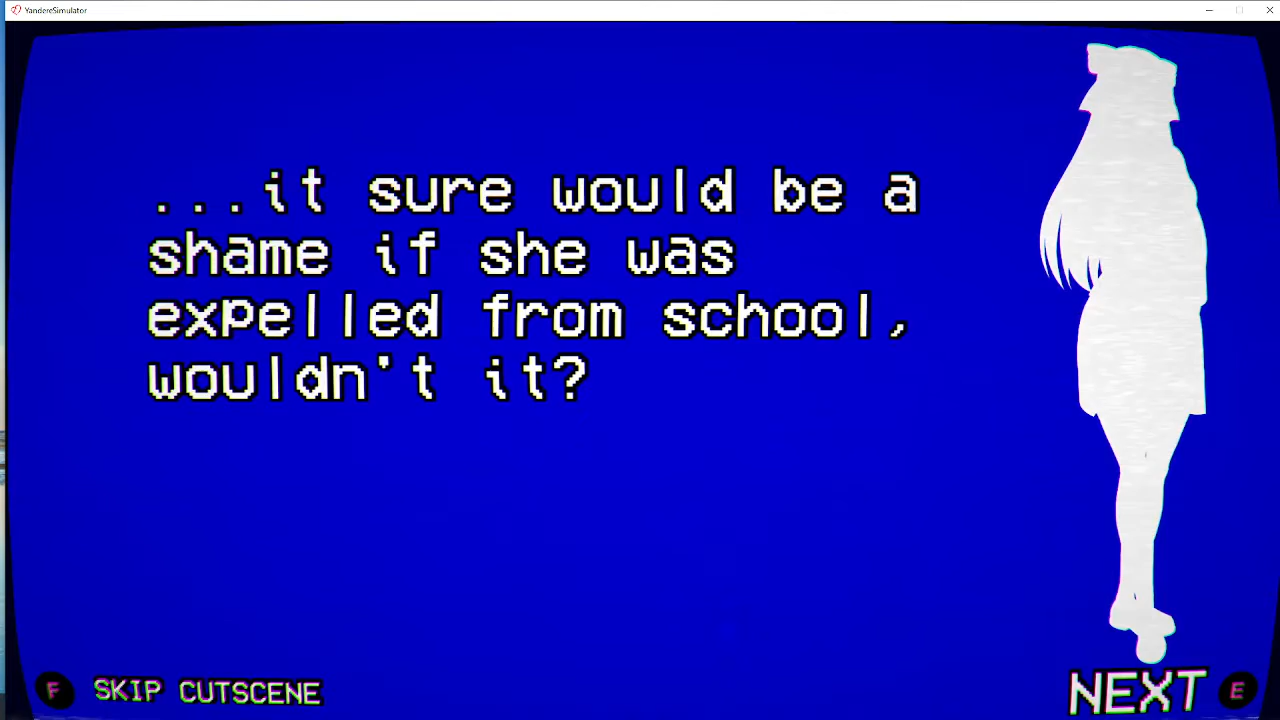 YandereSimulator
...it sure would be a
shame if she was
expelled from school,
wouldn't it?
F SKIP CUTSCENE
NEXT E